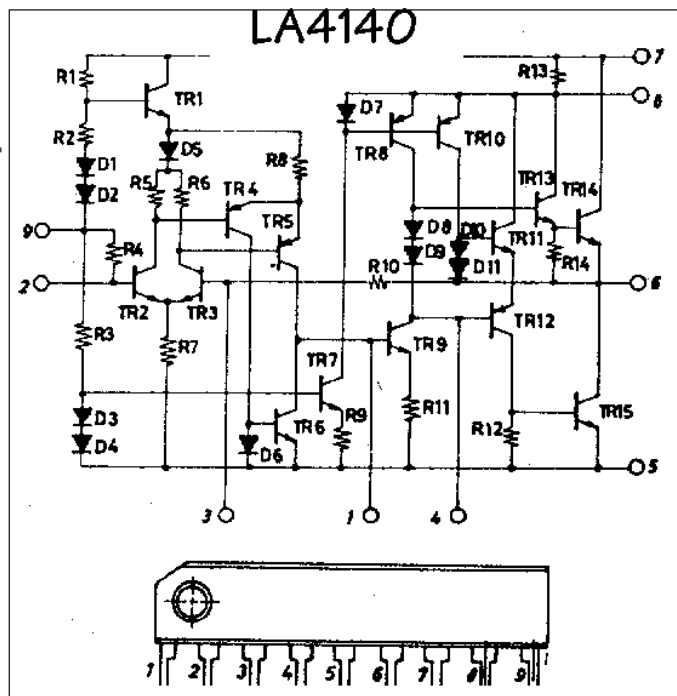 LA4140
R1
TR1
R13
7
8
R2
D7
D5
D1
R8
TR8
TR10
D2
R5
R6
TR4
TR13
TR14
9
TR5
D8
D10
TR11
R4
D9
R14
D11
2
R10
6
TR2
TR3
TR12
R3
R7
TR7
TR9
D3
R9
R11
TR15
D4
D6
TR6
R12
5
3
1
4
1 2 3 4 5 6 7 8 9